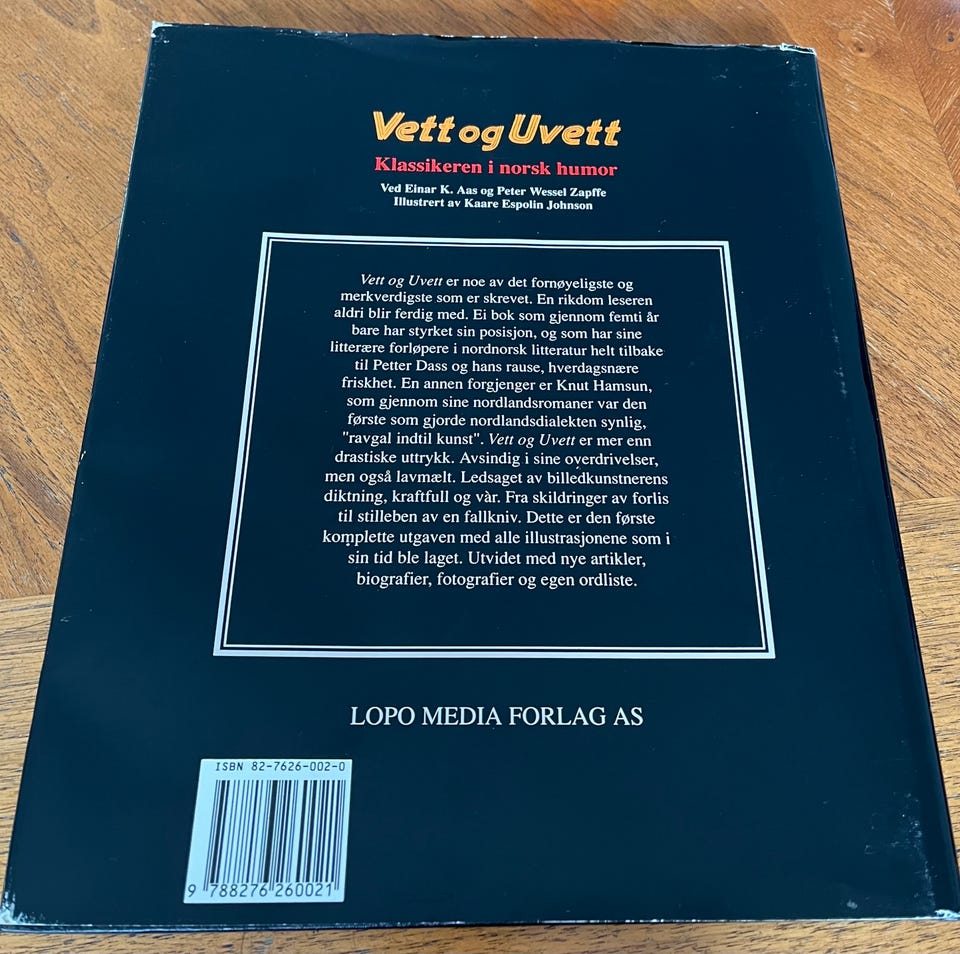 Vett og Uvett
Klassikeren i norsk humor
Ved Einar K. Aas og Peter Wessel Zapffe
Illustrert av Kaare Espolin Johnson
Vett og Uvett er noe av det fornøyeligste og
merkverdigste som er skrevet. En rikdom leseren
aldri blir ferdig med. Ei bok som gjennom femti år
bare har styrket sin posisjon, og som har sine
litterære forløpere i nordnorsk litteratur helt tilbake
til Petter Dass og hans rause, hverdagsnære
friskhet. En annen forgjenger er Knut Hamsun,
som gjennom sine nordlandsromaner var den
første som gjorde nordlandsdialekten synlig,
"ravgal indtil kunst". Vett og Uvett er mer enn
drastiske uttrykk. Avsindig i sine overdrivelser,
men også lavmælt. Ledsaget av billedkunstnerens
diktning, kraftfull og vàr. Fra skildringer av forlis
til stilleben av en fallkniv. Dette er den første
komplette utgaven med alle illustrasjonene som i
sin tid ble laget. Utvidet med nye artikler,
biografier, fotografier og egen ordliste.
LOPO MEDIA FORLAG AS
ISBN 82-7626-002-0
9 788276 260021